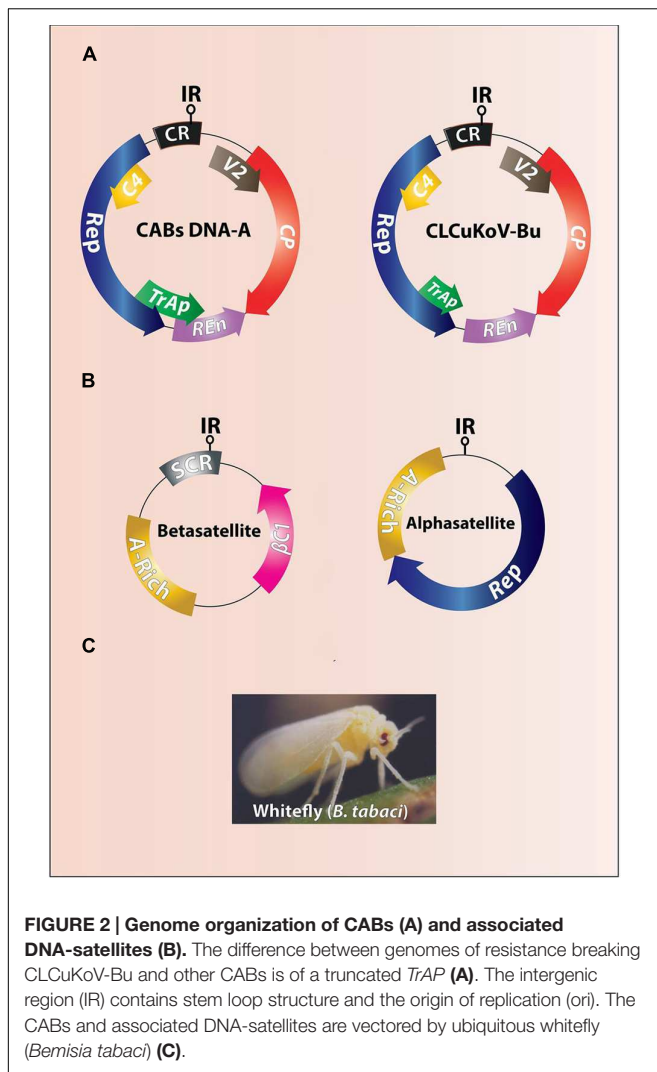 A
IR
CR
V2
C4
Rep
CP
CABs DNA-A
TrAp
REn
IR
CR
V2
C4
Rep
CP
CLCuKoV-Bu
TrAp
REn
B
IR
SCR
Betasatellite
βC1
A-Rich
IR
A-Rich
Alphasatellite
Rep
C
Whitefly (B. tabaci)
FIGURE 2 | Genome organization of CABs (A) and associated
DNA-satellites (B). The difference between genomes of resistance breaking
CLCuKoV-Bu and other CABs is of a truncated TrAP (A). The intergenic
region (IR) contains stem loop structure and the origin of replication (ori). The
CABs and associated DNA-satellites are vectored by ubiquitous whitefly
(Bemisia tabaci) (C).